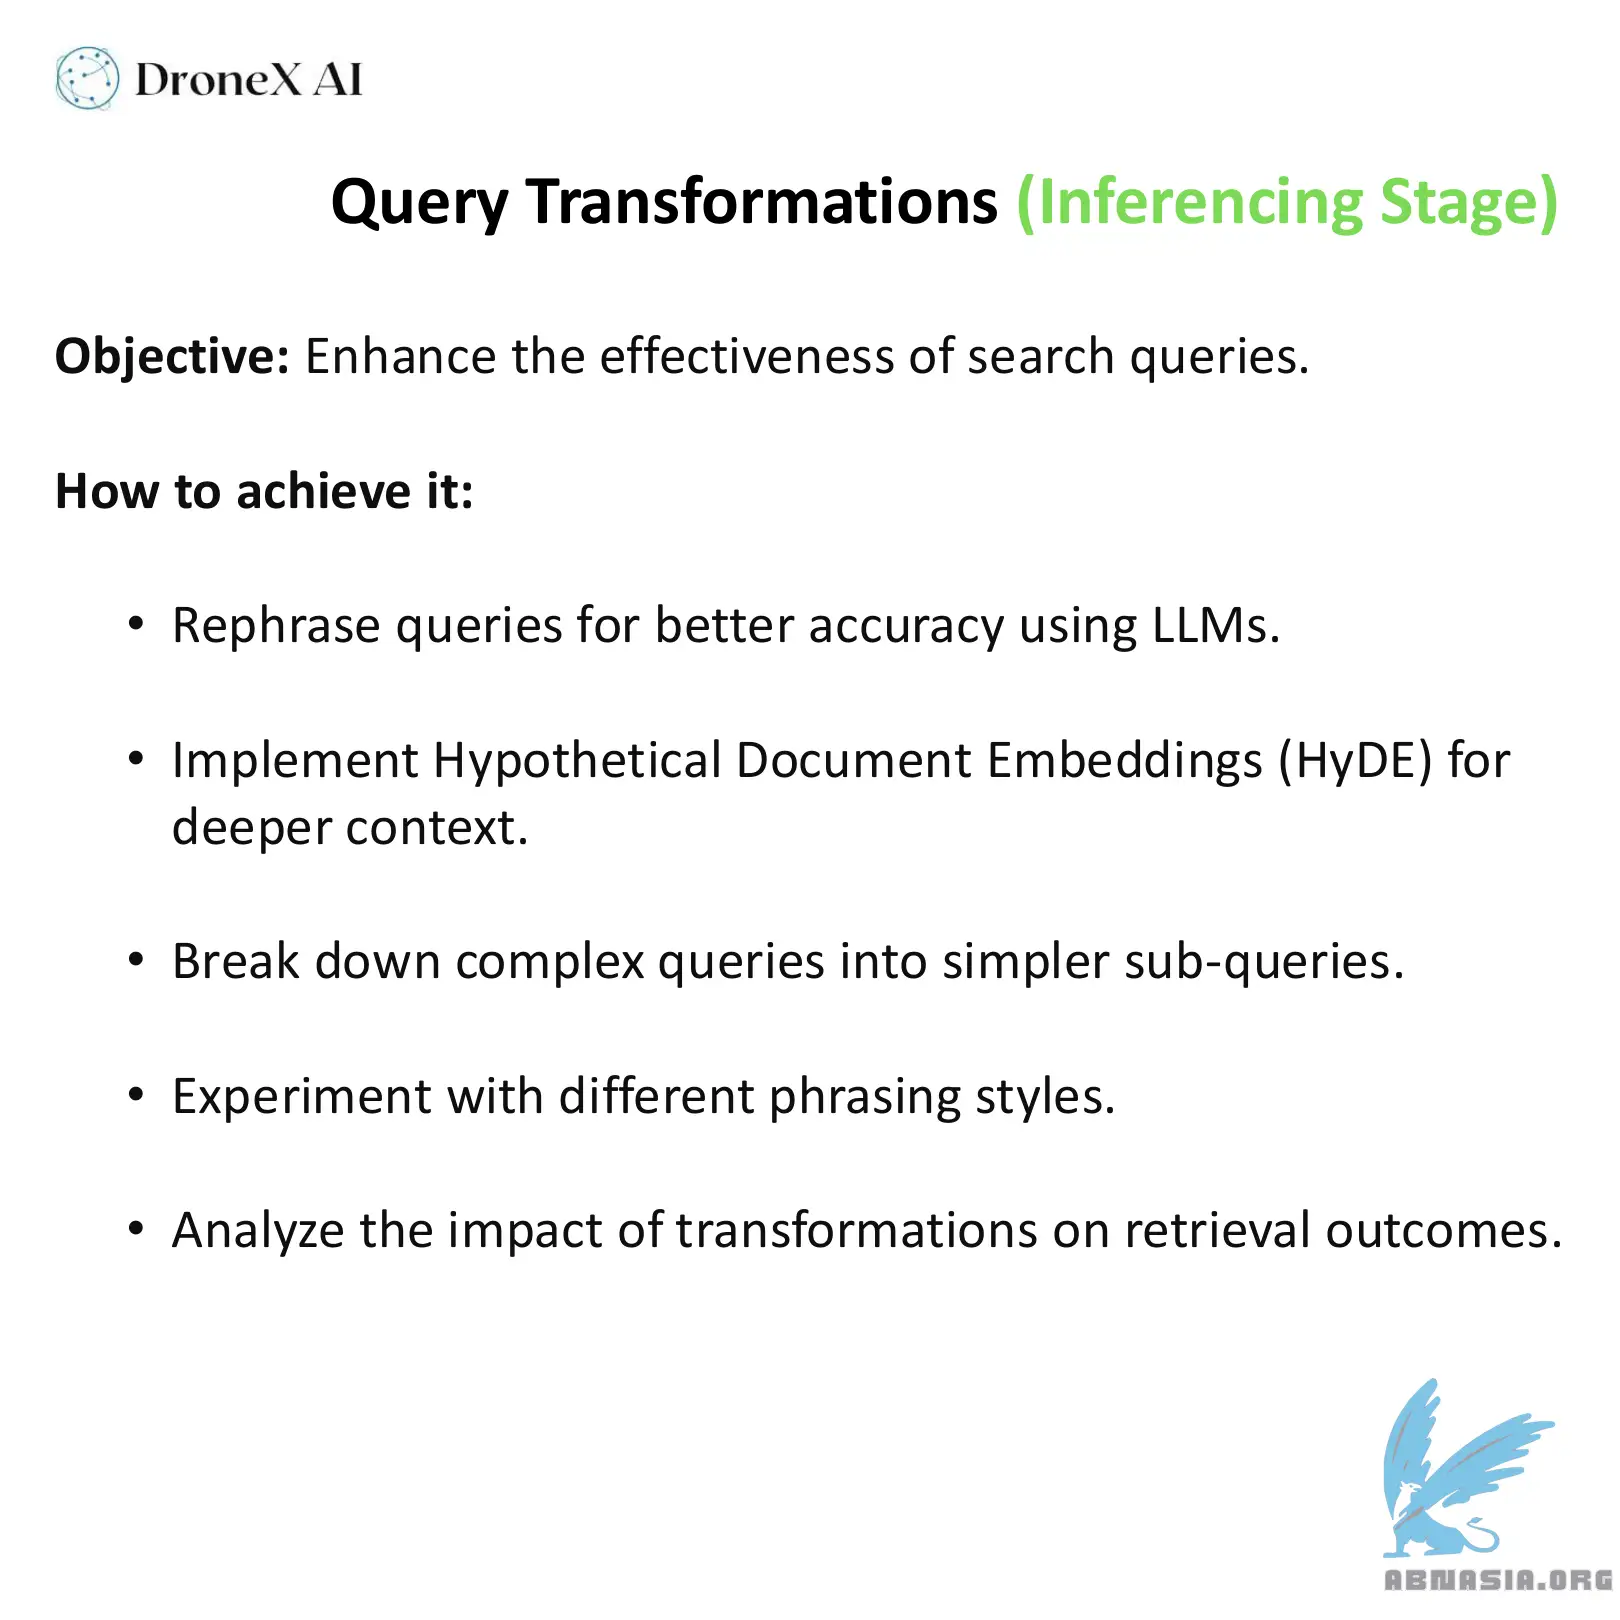 DroneX AI
Query Transformations (Inferencing Stage)
Objective: Enhance the effectiveness of search queries.
How to achieve it:
• Rephrase queries for better accuracy using LLMs.
• Implement Hypothetical Document Embeddings (HyDE) for
deeper context.
• Break down complex queries into simpler sub-queries.
• Experiment with different phrasing styles.
• Analyze the impact of transformations on retrieval outcomes.
ABNASIA.ORG